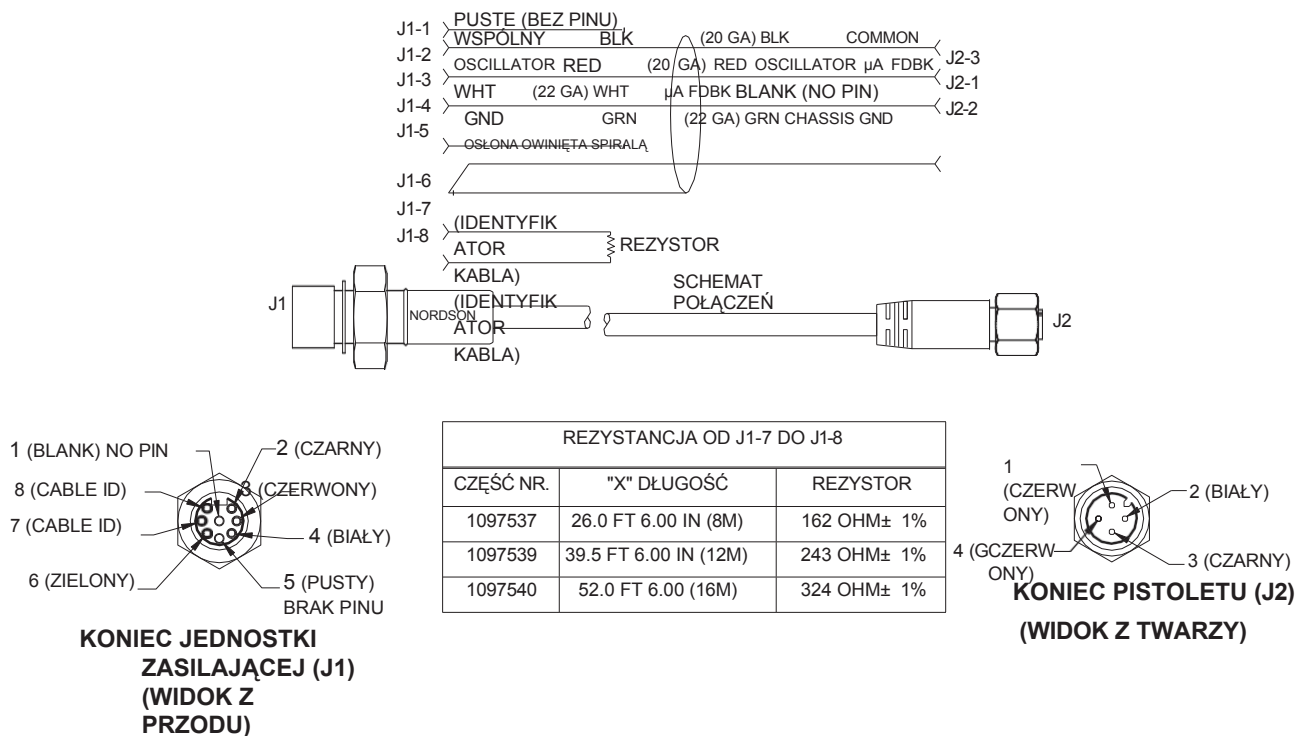 J1-1 PUSTE (BEZ PINU)
J1-2 WSPÓLNY BLK (20 GA) BLK COMMON J2-3
J1-3 OSCILLATOR RED (20 GA) RED OSCILLATOR µA FDBK J2-1
J1-4 WHT (22 GA) WHT µA FDBK BLANK (NO PIN) J2-2
J1-5 GND GRN (22 GA) GRN CHASSIS GND
OSŁONA OWINIĘTA SPIRALĄ
J1-6
J1-7
J1-8
(IDENTYFIK
ATOR
KABLA)
REZYSTOR
(IDENTYFIK
ATOR
KABLA)
SCHEMAT
POŁĄCZEŃ
J1
NORDSON
J2
1 (BLANK) NO PIN
2 (CZARNY)
8 (CABLE ID)
3 (CZERWONY)
7 (CABLE ID)
4 (BIAŁY)
6 (ZIELONY)
5 (PUSTY)
BRAK PINU
KONIEC JEDNOSTKI
ZASILAJĄCEJ (J1)
(WIDOK Z
PRZODU)
REZYSTANCJA OD J1-7 DO J1-8
CZĘŚĆ NR. "X" DŁUGOŚĆ REZYSTOR
1097537 26.0 FT 6.00 IN (8M) 162 OHM± 1%
1097539 39.5 FT 6.00 IN (12M) 243 OHM± 1%
1097540 52.0 FT 6.00 (16M) 324 OHM± 1%
1
(CZERW
ONY)
2 (BIAŁY)
4 (GCZERW
ONY)
3 (CZARNY)
KONIEC PISTOLETU (J2)
(WIDOK Z TWARZY)